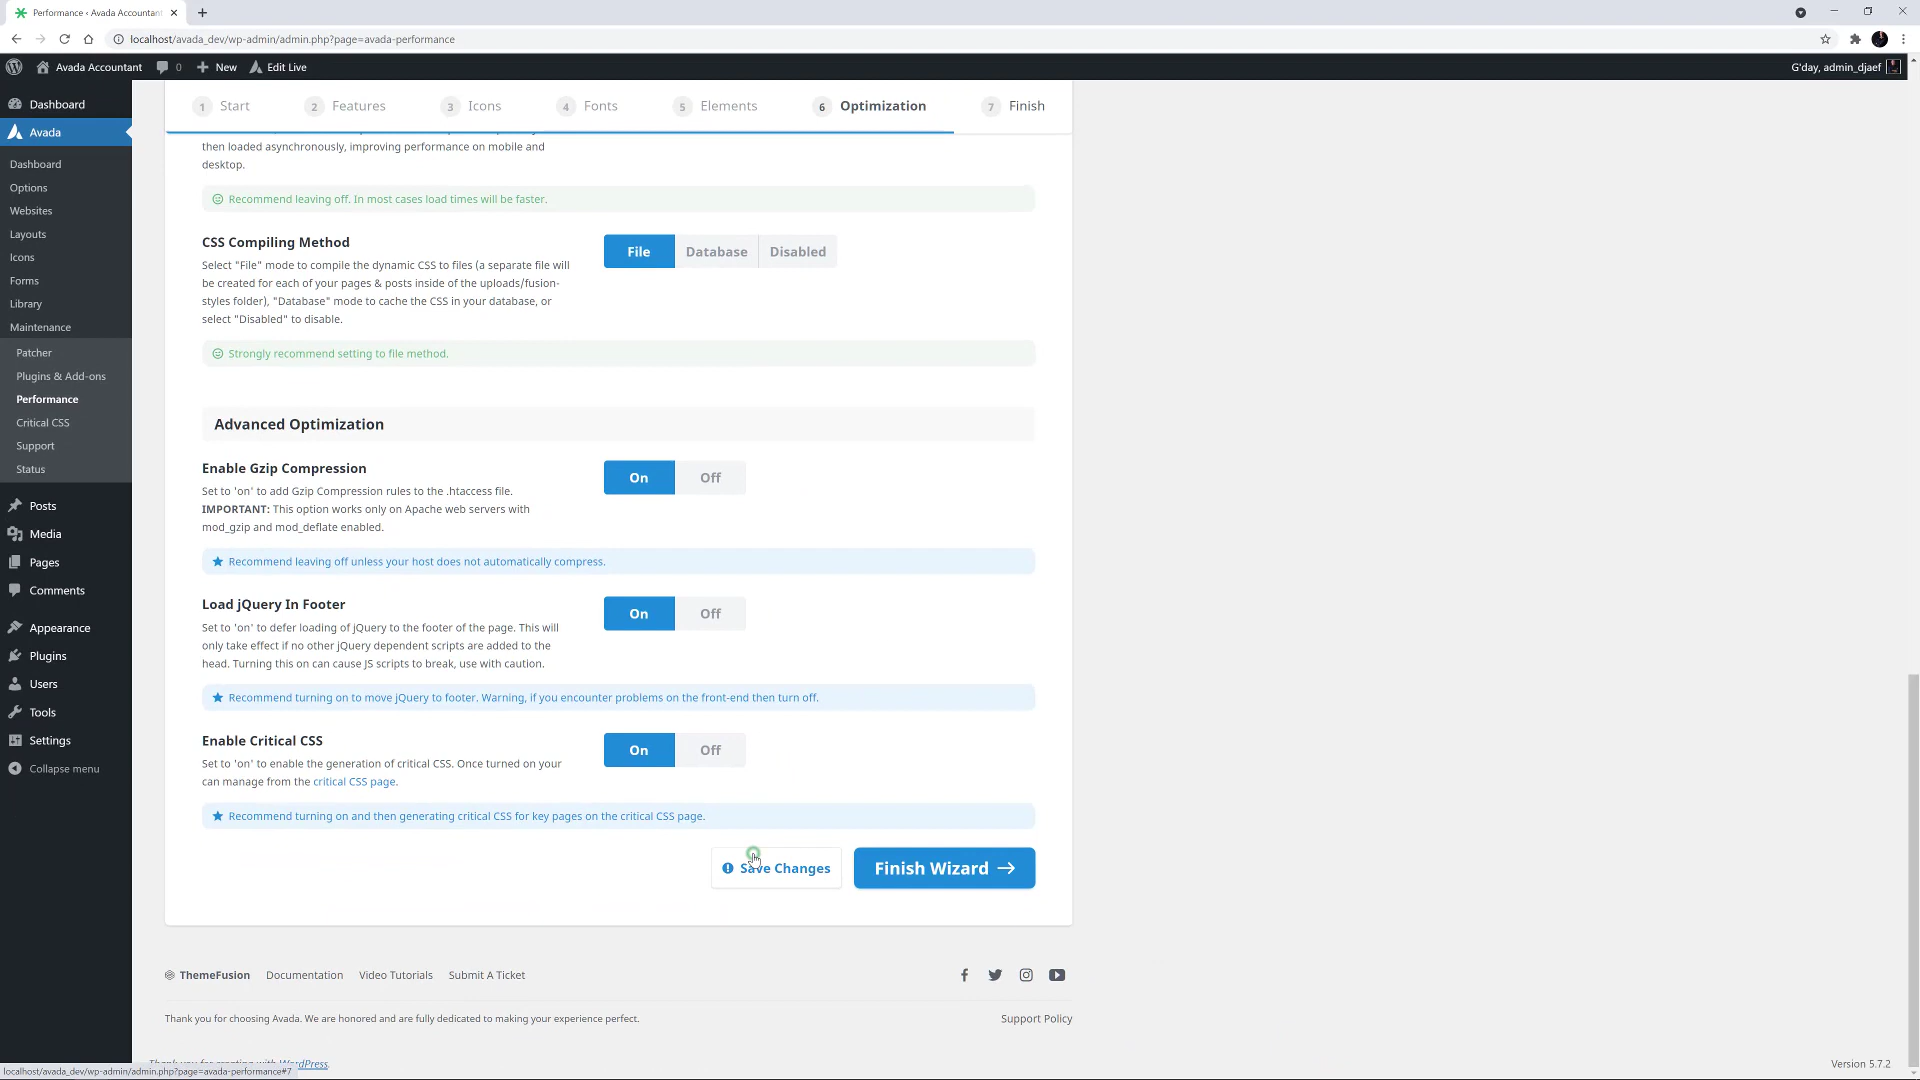 Performance ‹ Avada Accountant
localhost/avada_dev/wp-admin/admin.php?page=avada-performance
Avada Accountant
0
New
Edit Live
G'day, admin_djaef
Dashboard
Avada
Dashboard
Options
Websites
Layouts
Icons
Forms
Library
Maintenance
Patcher
Plugins & Add-ons
Performance
Critical CSS
Support
Status
Posts
Media
Pages
Comments
Appearance
Plugins
Users
Tools
Settings
Collapse menu
1 Start
2 Features
3 Icons
4 Fonts
5 Elements
6 Optimization
7 Finish
then loaded asynchronously, improving performance on mobile and
desktop.
Recommend leaving off. In most cases load times will be faster.
CSS Compiling Method
File Database Disabled
Select "File" mode to compile the dynamic CSS to files (a separate file will
be created for each of your pages & posts inside of the uploads/fusion-
styles folder), "Database" mode to cache the CSS in your database, or
select "Disabled" to disable.
Strongly recommend setting to file method.
Advanced Optimization
Enable Gzip Compression
On Off
Set to 'on' to add Gzip Compression rules to the .htaccess file.
IMPORTANT: This option works only on Apache web servers with
mod_gzip and mod_deflate enabled.
Recommend leaving off unless your host does not automatically compress.
Load jQuery In Footer
On Off
Set to 'on' to defer loading of jQuery to the footer of the page. This will
only take effect if no other jQuery dependent scripts are added to the
head. Turning this on can cause JS scripts to break, use with caution.
Recommend turning on to move jQuery to footer. Warning, if you encounter problems on the front-end then turn off.
Enable Critical CSS
On Off
Set to 'on' to enable the generation of critical CSS. Once turned on your
can manage from the critical CSS page.
Recommend turning on and then generating critical CSS for key pages on the critical CSS page.
Save Changes
Finish Wizard
ThemeFusion Documentation Video Tutorials Submit A Ticket
Thank you for choosing Avada. We are honored and are fully dedicated to making your experience perfect.
Support Policy
Thank you for creating with WordPress.
Version 5.7.2
localhost/avada_dev/wp-admin/admin.php?page=avada-performance#7